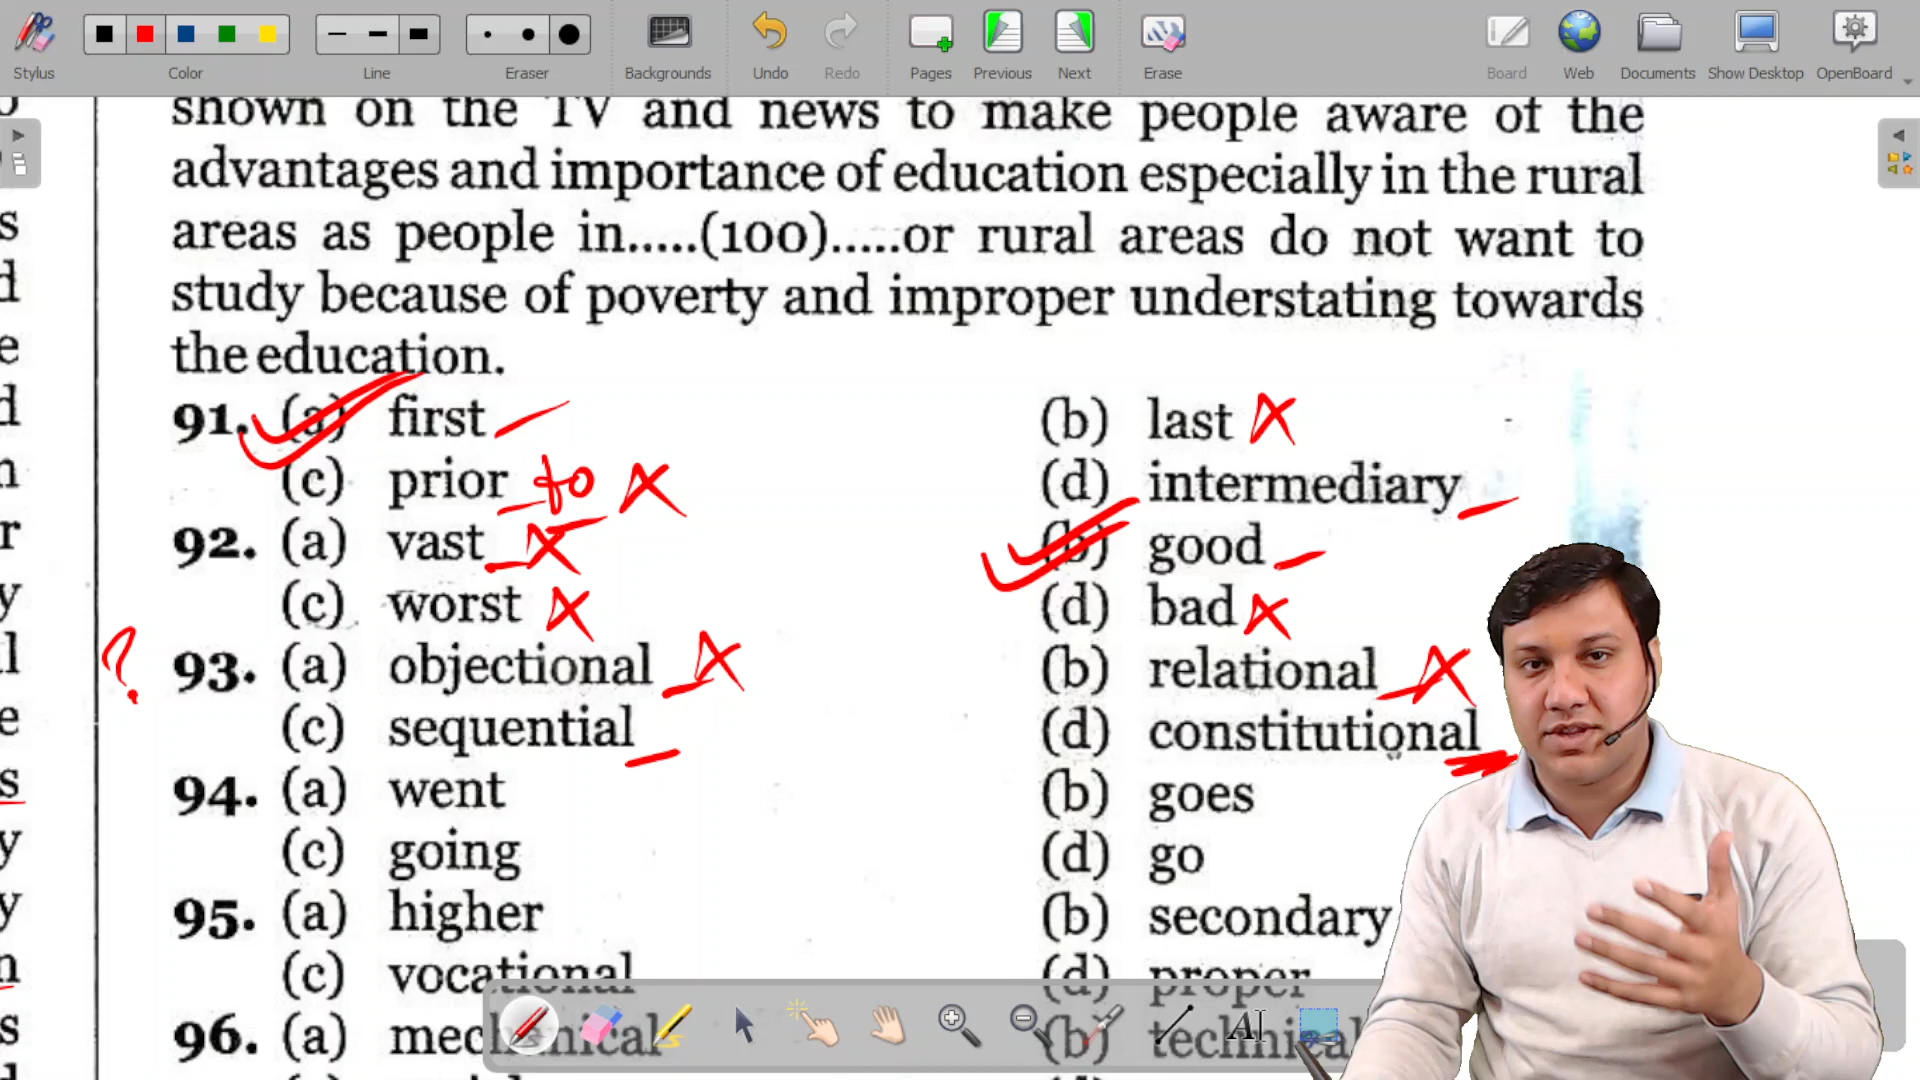 Stylus
Color
Line
Eraser
Backgrounds
Undo
Redo
Pages
Previous
Next
Erase
Board
Web
Documents
Show Desktop
OpenBoard
shown on the TV and news to make people aware of the
advantages and importance of education especially in the rural
areas as people in.....(100).....or rural areas do not want to
study because of poverty and improper understating towards
the education.
91. (a) first (b) last
(c) prior to (d) intermediary
92. (a) vast (b) good
(c) worst (d) bad
? 93. (a) objectional (b) relational
(c) sequential (d) constitutional
94. (a) went (b) goes
(c) going (d) go
95. (a) higher (b) secondary
(c) vocational (d) proper
96. (a) mechanical (b) technical